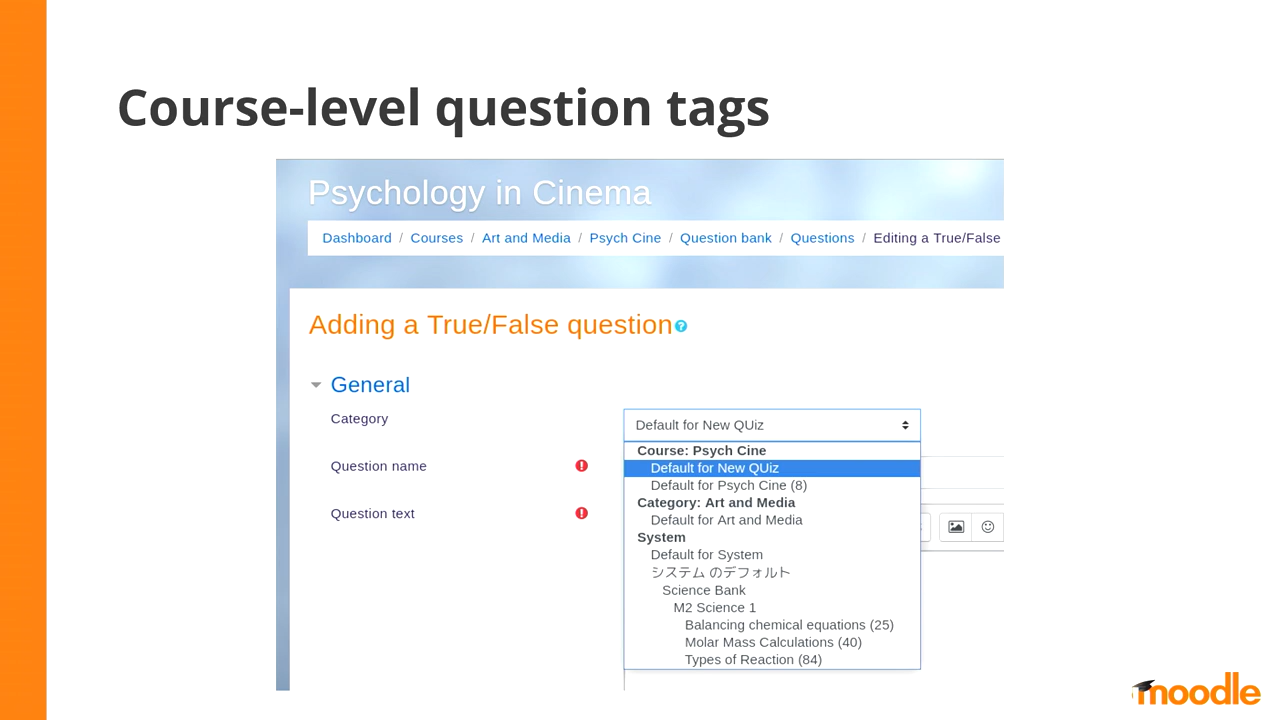 Course-level question tags
Psychology in Cinema
Dashboard / Courses / Art and Media / Psych Cine / Question bank / Questions / Editing a True/False
Adding a True/False question
General
Category
Default for New QUiz
Course: Psych Cine
Question name
Default for New QUiz
Default for Psych Cine (8)
Category: Art and Media
Question text
Default for Art and Media
System
Default for System
システム のデフォルト
Science Bank
M2 Science 1
Balancing chemical equations (25)
Molar Mass Calculations (40)
Types of Reaction (84)
moodle